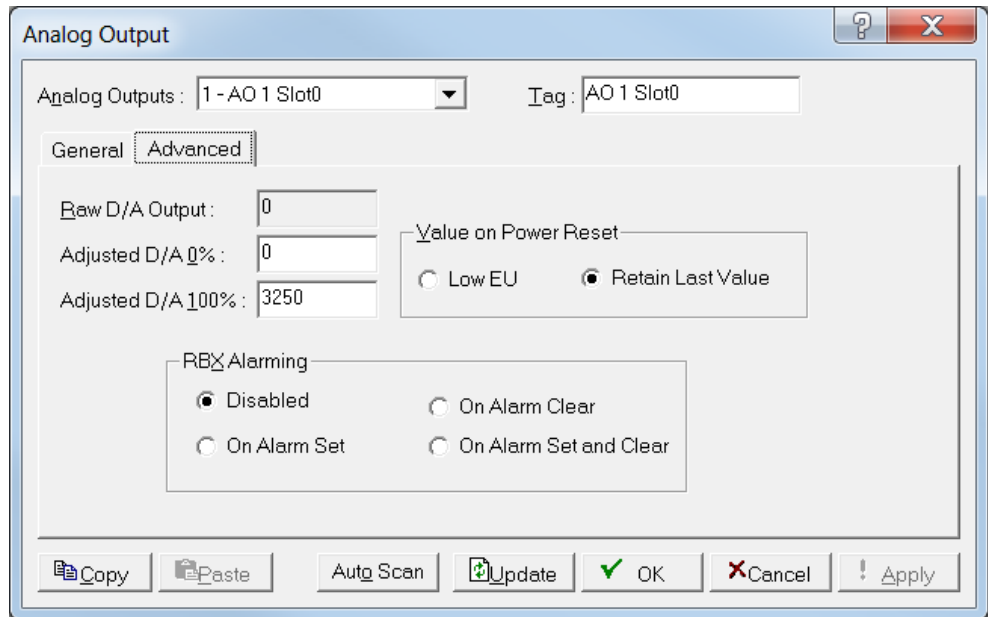 Analog Output
Analog Outputs : 1 - AO 1 Slot0 Tag : AO 1 Slot0
General Advanced
Raw D/A Output : 0
Adjusted D/A 0% : 0
Adjusted D/A 100% : 3250
Value on Power Reset
Low EU Retain Last Value
RBX Alarming
Disabled On Alarm Clear
On Alarm Set On Alarm Set and Clear
Copy Paste Auto Scan Update OK Cancel ! Apply